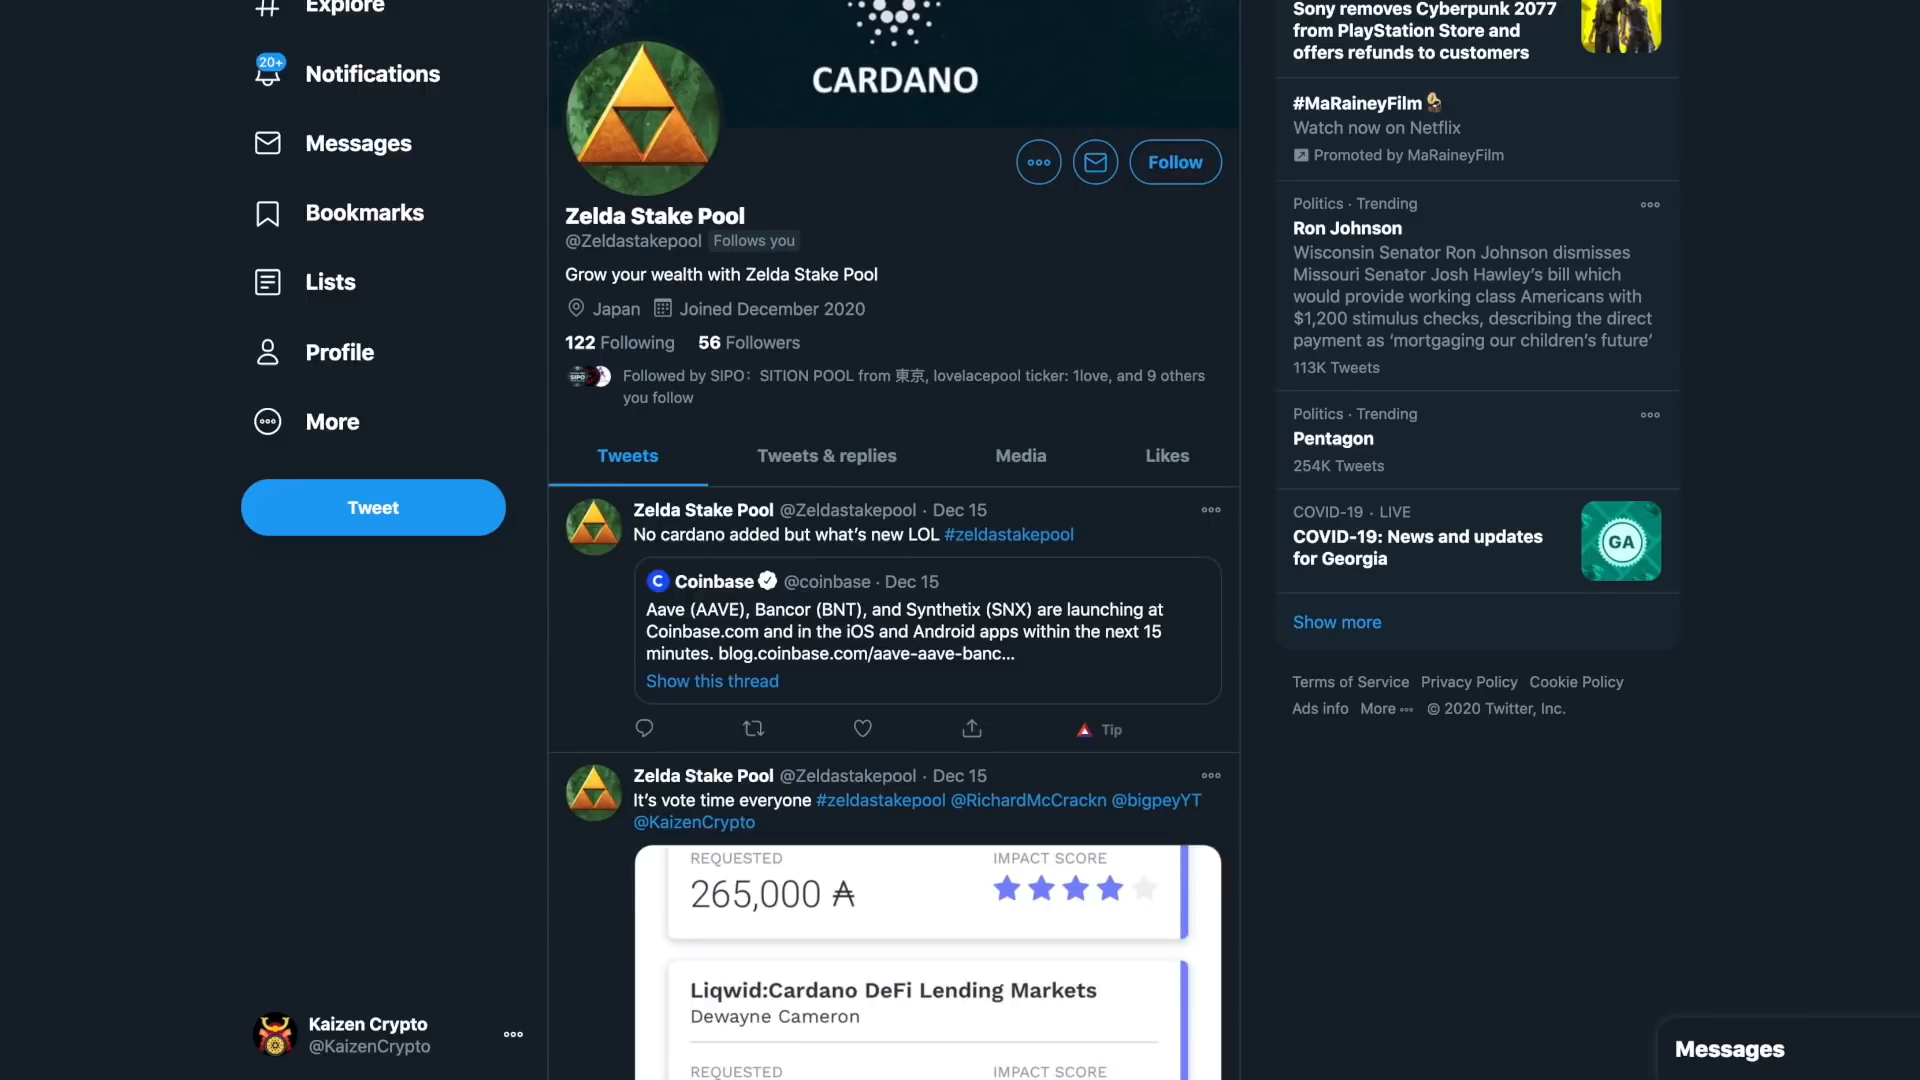 Explore
20+
Notifications
Messages
Bookmarks
Lists
Profile
More
Tweet
Kaizen Crypto
@KaizenCrypto
CARDANO
Follow
Zelda Stake Pool
@Zeldastakepool Follows you
Grow your wealth with Zelda Stake Pool
Japan Joined December 2020
122 Following 56 Followers
SIPO
Followed by SIPO：SITION POOL from 東京, lovelacepool ticker: 1love, and 9 others
you follow
Tweets Tweets & replies Media Likes
Zelda Stake Pool @Zeldastakepool · Dec 15
No cardano added but what’s new LOL #zeldastakepool
C Coinbase @coinbase · Dec 15
Aave (AAVE), Bancor (BNT), and Synthetix (SNX) are launching at
Coinbase.com and in the iOS and Android apps within the next 15
minutes. blog.coinbase.com/aave-aave-banc...
Show this thread
Tip
Zelda Stake Pool @Zeldastakepool · Dec 15
It’s vote time everyone #zeldastakepool @RichardMcCrackn @bigpeyYT
@KaizenCrypto
REQUESTED IMPACT SCORE
265,000 ₳
Liqwid:Cardano DeFi Lending Markets
Dewayne Cameron
REQUESTED IMPACT SCORE
Sony removes Cyberpunk 2077
from PlayStation Store and
offers refunds to customers
#MaRaineyFilm
Watch now on Netflix
Promoted by MaRaineyFilm
Politics · Trending
Ron Johnson
Wisconsin Senator Ron Johnson dismisses
Missouri Senator Josh Hawley’s bill which
would provide working class Americans with
$1,200 stimulus checks, describing the direct
payment as ‘mortgaging our children’s future’
113K Tweets
Politics · Trending
Pentagon
254K Tweets
COVID-19 · LIVE
COVID-19: News and updates
for Georgia
GA
Show more
Terms of Service Privacy Policy Cookie Policy
Ads info More © 2020 Twitter, Inc.
Messages